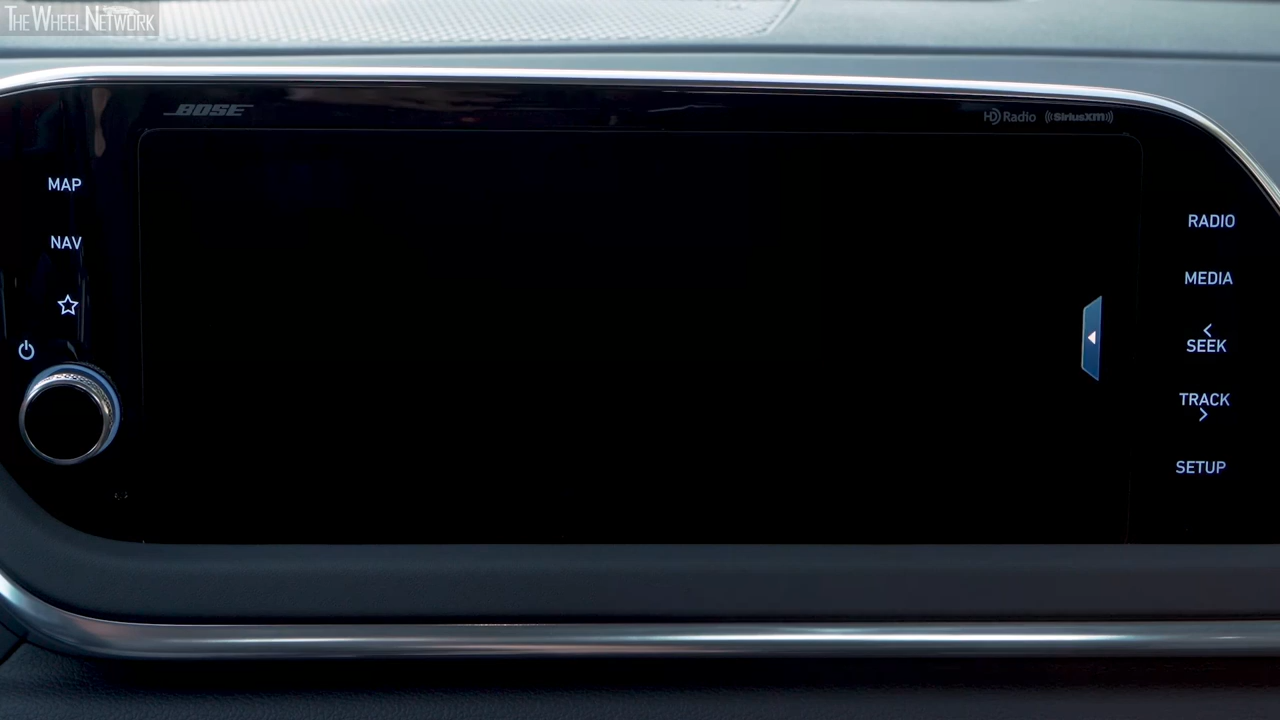 THE WHEEL NETWORK
BOSE
HD Radio
SiriusXM
MAP
NAV
RADIO
MEDIA
SEEK
TRACK
SETUP